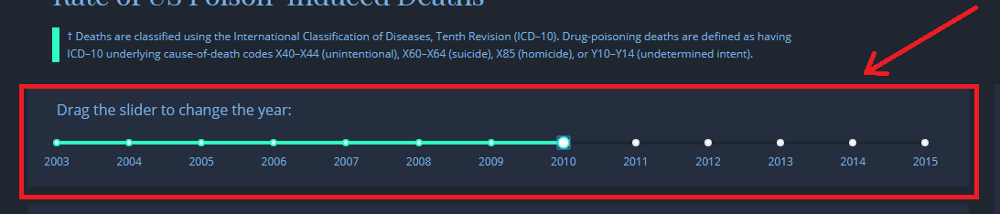 Rate of US Poison-Induced Deaths
† Deaths are classified using the International Classification of Diseases, Tenth Revision (ICD–10). Drug-poisoning deaths are defined as having
ICD–10 underlying cause-of-death codes X40–X44 (unintentional), X60–X64 (suicide), X85 (homicide), or Y10–Y14 (undetermined intent).
Drag the slider to change the year:
2003 2004 2005 2006 2007 2008 2009 2010 2011 2012 2013 2014 2015